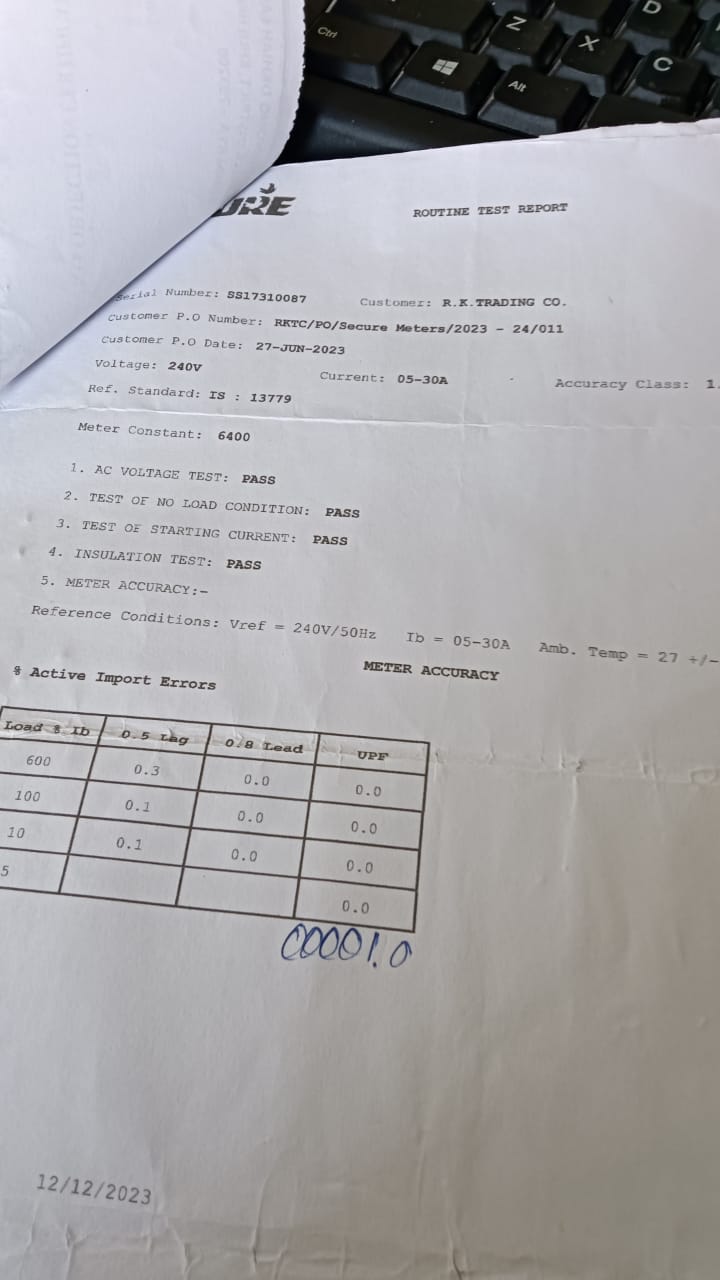 Ctrl
Alt
Z
X
D
C
URE
ROUTINE TEST REPORT
Serial Number: SS17310087 Customer: R.K.TRADING CO.
Customer P.O Number: RKTC/PO/Secure Meters/2023 - 24/011
Customer P.O Date: 27-JUN-2023
Voltage: 240V Current: 05-30A Accuracy Class: 1.
Ref. Standard: IS : 13779
Meter Constant: 6400
1. AC VOLTAGE TEST: PASS
2. TEST OF NO LOAD CONDITION: PASS
3. TEST OF STARTING CURRENT: PASS
4. INSULATION TEST: PASS
5. METER ACCURACY:-
Reference Conditions: Vref = 240V/50Hz Ib = 05-30A Amb. Temp = 27 +/-
METER ACCURACY
% Active Import Errors
Load % Ib 0.5 Lag 0.8 Lead UPF
600 0.3 0.0 0.0
100 0.1 0.0 0.0
10 0.1 0.0 0.0
5 0.0
00001.0
12/12/2023